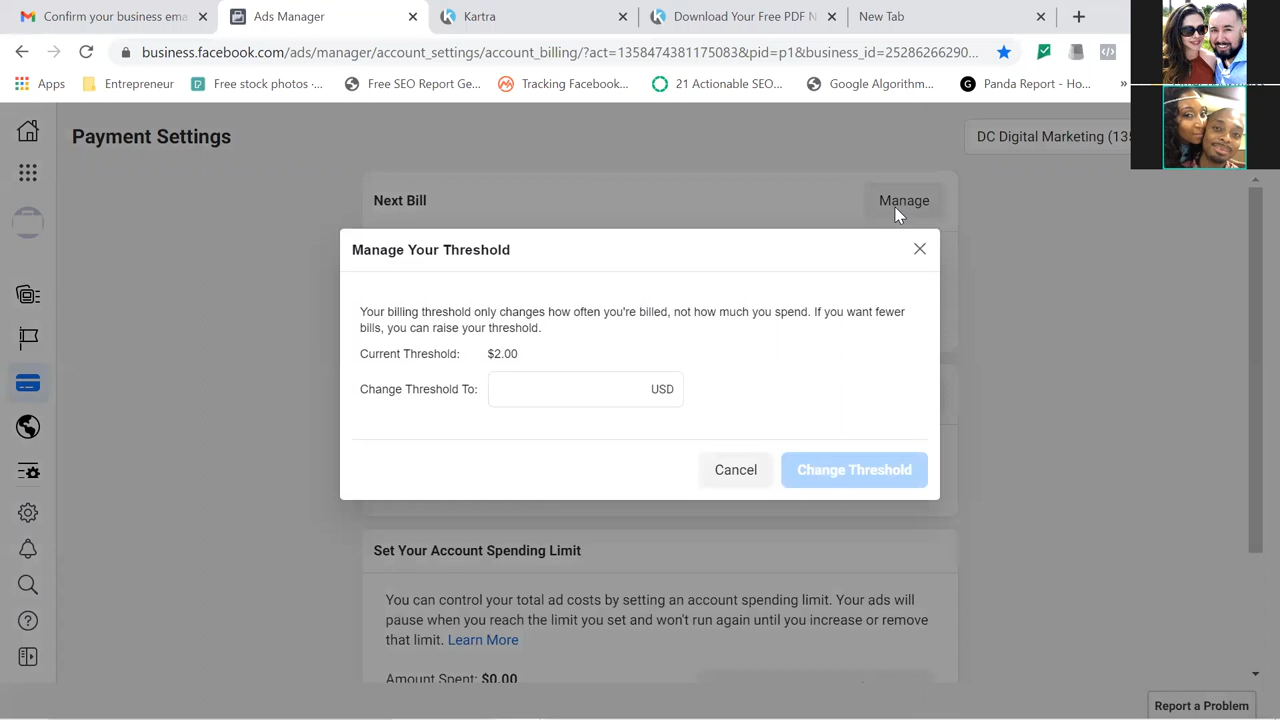 Confirm your business ema
Ads Manager
Kartra
Download Your Free PDF N
New Tab
business.facebook.com/ads/manager/account_settings/account_billing/?act=135847438117508​3&pid=p1&business_id=25286266290...
Apps
Entrepreneur
Free stock photos -...
Free SEO Report C
Tracking Facebook...
21 Actionable SEO...
Google Algorithm...
Panda Report - Ho...
»
Payment Settings
DC Digital Marketing (135
Next Bill
Manage
Manage Your Threshold
Your billing threshold only changes how often you're billed, not how much you spend. If you want fewer
bills, you can raise your threshold.
Current Threshold: $2.00
Change Threshold To: USD
Cancel
Change Threshold
Set Your Account Spending Limit
You can control your total ad costs by setting an account spending limit. Your ads will
pause when you reach the limit you set and won't run again until you increase or remove
that limit. Learn More
Amount Spent: $0.00
Report a Problem